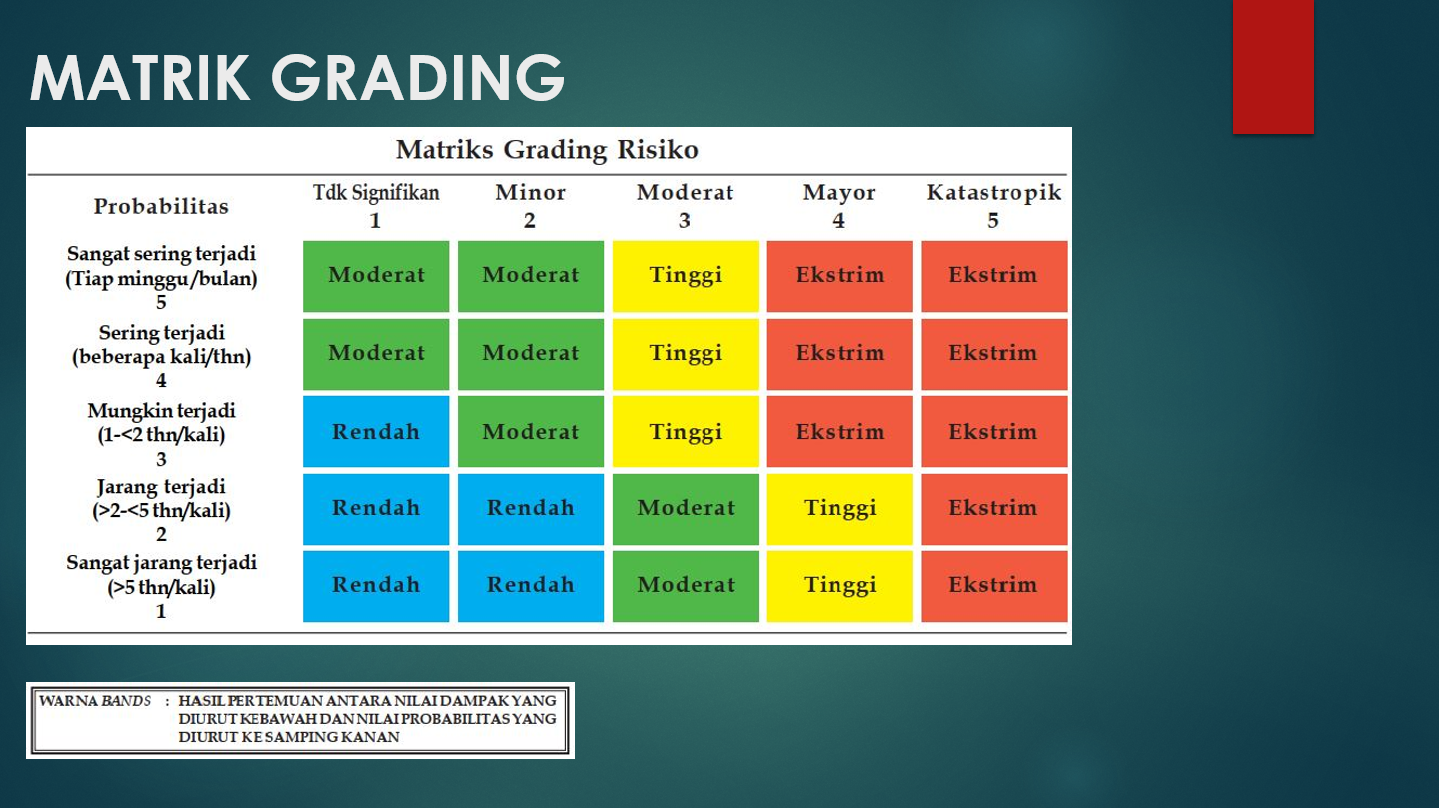 MATRIK GRADING
Matriks Grading Risiko
Probabilitas
Tdk Signifikan
1
Minor
2
Moderat
3
Mayor
4
Katastropik
5
Sangat sering terjadi
(Tiap minggu/bulan)
5
Moderat
Moderat
Tinggi
Ekstrim
Ekstrim
Sering terjadi
(beberapa kali/thn)
4
Moderat
Moderat
Tinggi
Ekstrim
Ekstrim
Mungkin terjadi
(1-<2 thn/kali)
3
Rendah
Moderat
Tinggi
Ekstrim
Ekstrim
Jarang terjadi
(>2-<5 thn/kali)
2
Rendah
Rendah
Moderat
Tinggi
Ekstrim
Sangat jarang terjadi
(>5 thn/kali)
1
Rendah
Rendah
Moderat
Tinggi
Ekstrim
WARNA BANDS : HASIL PERTEMUAN ANTARA NILAI DAMPAK YANG
DIURUT KEBAWAH DAN NILAI PROBABILITAS YANG
DIURUT KE SAMPING KANAN